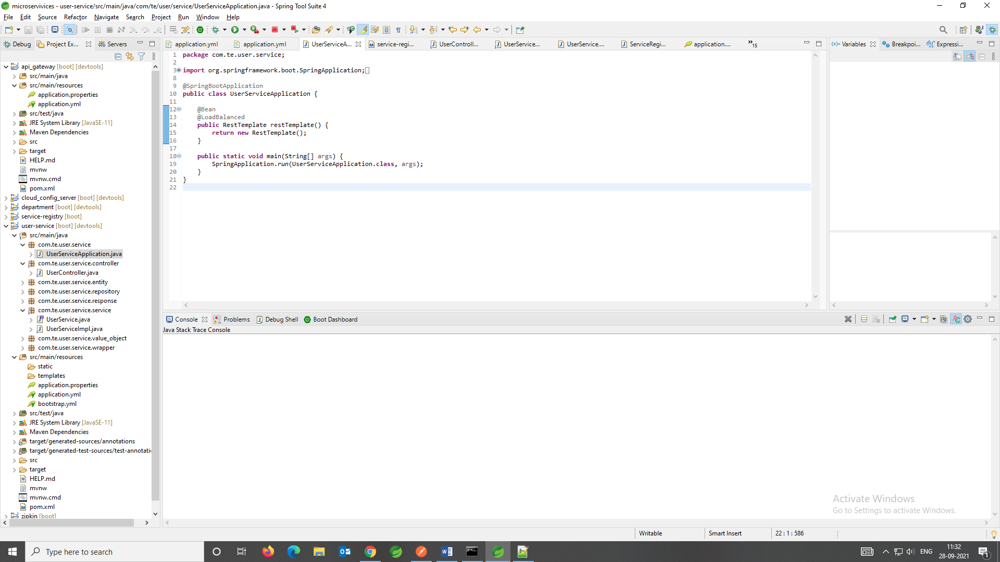 microservivices - user-service/src/main/java/com/te/user/service/UserServiceApplication.java - Spring Tool Suite 4
File Edit Source Refactor Navigate Search Project Run Window Help
Debug Project Ex... Servers
api_gateway [boot] [devtools]
src/main/java
src/main/resources
application.properties
application.yml
src/test/java
JRE System Library [JavaSE-11]
Maven Dependencies
src
target
HELP.md
mvnw
mvnw.cmd
pom.xml
cloud_config_server [boot] [devtools]
department [boot] [devtools]
service-registry [boot]
user-service [boot] [devtools]
src/main/java
com.te.user.service
UserServiceApplication.java
com.te.user.service.controller
UserController.java
com.te.user.service.entity
com.te.user.service.repository
com.te.user.service.response
com.te.user.service.service
UserService.java
UserServiceImpl.java
com.te.user.service.value_object
com.te.user.service.wrapper
src/main/resources
static
templates
application.properties
application.yml
bootstrap.yml
src/test/java
JRE System Library [JavaSE-11]
Maven Dependencies
target/generated-sources/annotations
target/generated-test-sources/test-annotatio
src
target
HELP.md
mvnw
mvnw.cmd
pom.xml
zipkin [boot]
application.yml application.yml UserServiceA... service-regi... UserControll... UserService... UserService.... ServiceRegi... application.... »15
1 package com.te.user.service;
2
3 import org.springframework.boot.SpringApplication;
8
9 @SpringBootApplication
10 public class UserServiceApplication {
11
12 @Bean
13 @LoadBalanced
14 public RestTemplate restTemplate() {
15 return new RestTemplate();
16 }
17
18 public static void main(String[] args) {
19 SpringApplication.run(UserServiceApplication.class, args);
20 }
21 }
22
(x)= Variables Breakpoi... Expressi...
Console Problems Debug Shell Boot Dashboard
Java Stack Trace Console
Activate Windows
Go to Settings to activate Windows.
Writable Smart Insert 22 : 1 : 586
Type here to search
ENG
11:32
28-09-2021
1